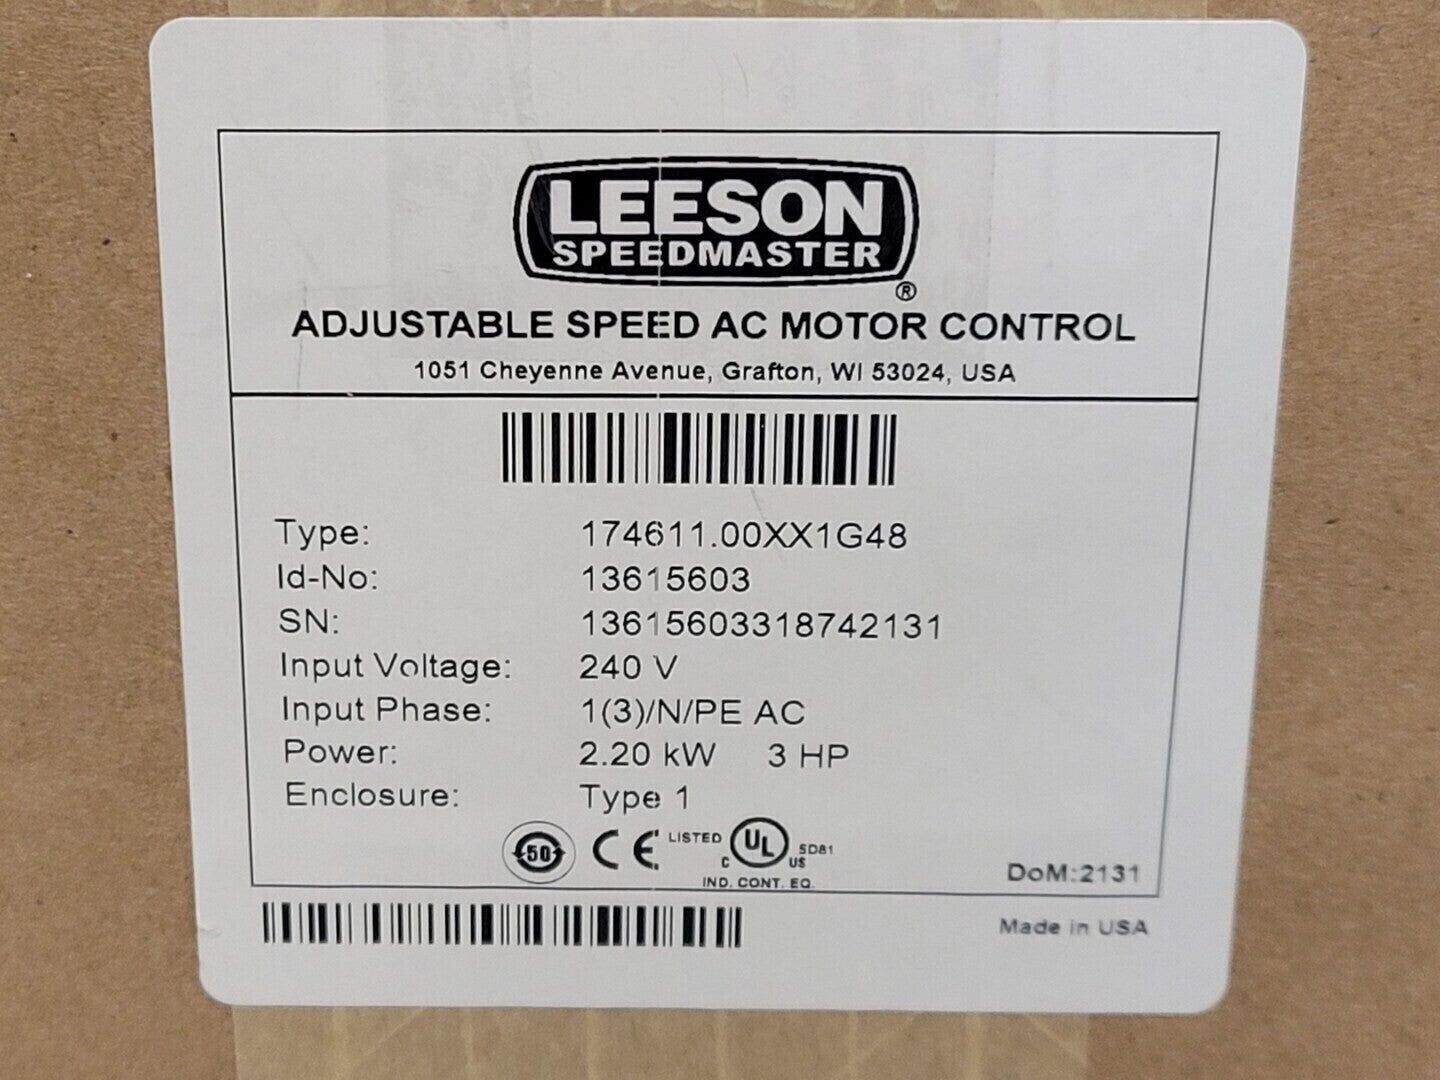 LEESON
SPEEDMASTER
®
ADJUSTABLE SPEED AC MOTOR CONTROL
1051 Cheyenne Avenue, Grafton, WI 53024, USA
Type: 174611.00XX1G48
Id-No: 13615603
SN: 13615603318742131
Input Voltage: 240 V
Input Phase: 1(3)/N/PE AC
Power: 2.20 kW 3 HP
Enclosure: Type 1
50 CE LISTED C UL US 5D81
IND. CONT. EQ.
DoM:2131
Made in USA